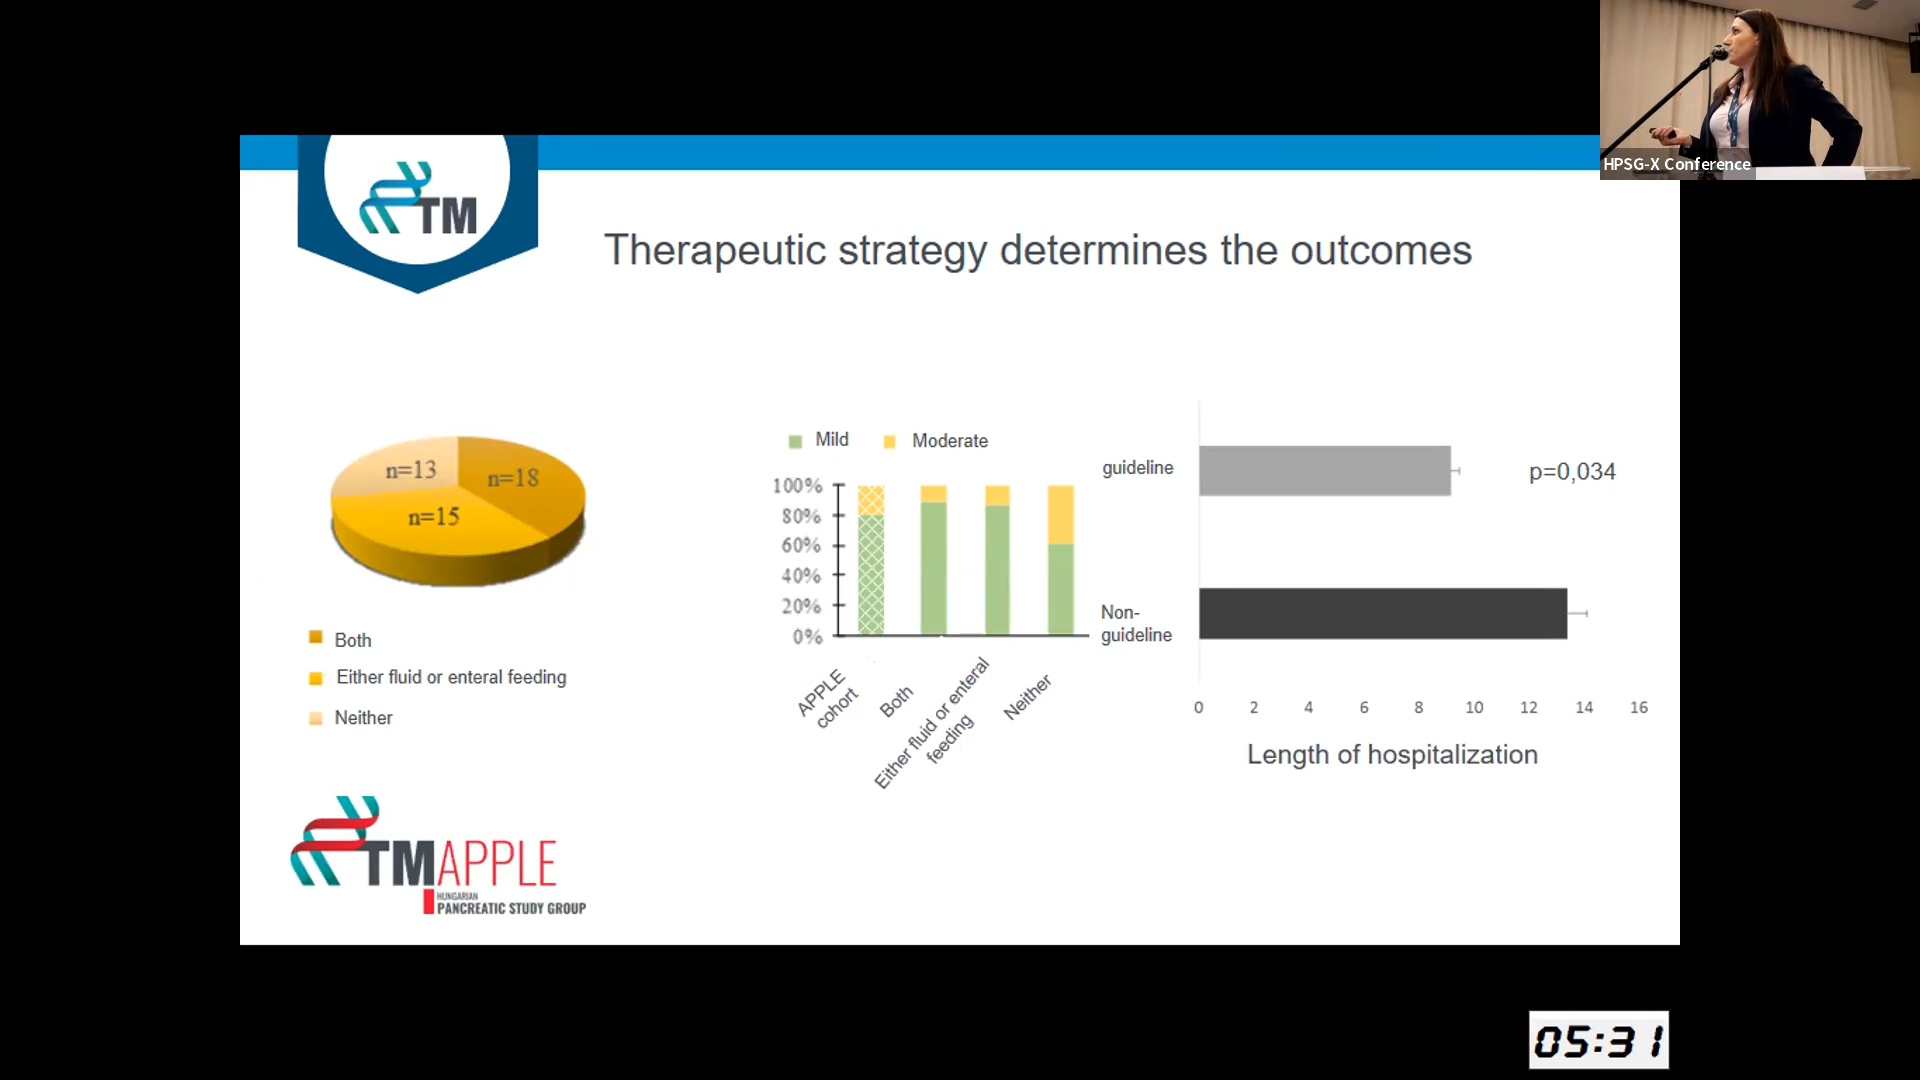 HPSG-X Conference
TM
Therapeutic strategy determines the outcomes
n=13
n=18
n=15
Both
Either fluid or enteral feeding
Neither
Mild
Moderate
100%
80%
60%
40%
20%
0%
APPLE
cohort
Both
Either fluid or enteral
feeding
Neither
guideline
p=0,034
Non-
guideline
0 2 4 6 8 10 12 14 16
Length of hospitalization
TMAPPLE
HUNGARIAN
PANCREATIC STUDY GROUP
05:31